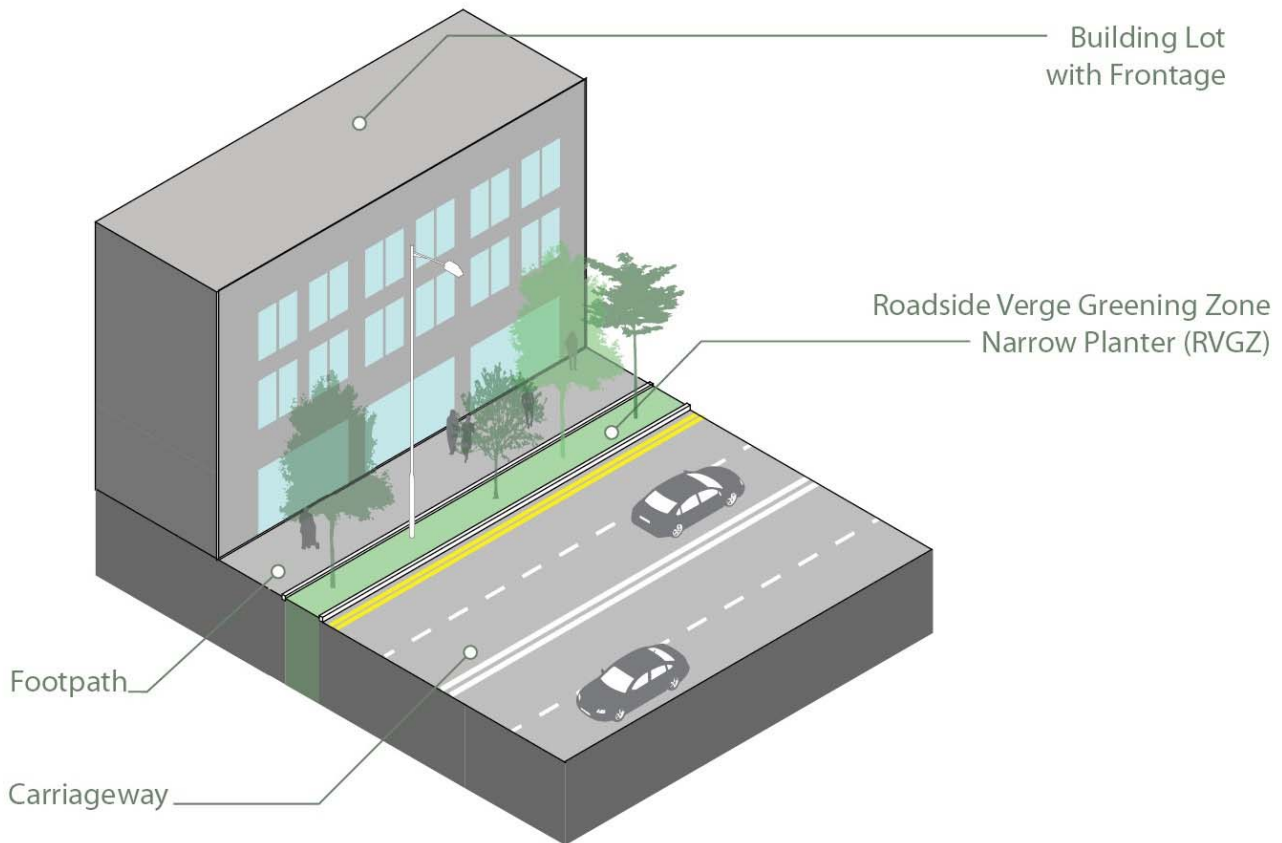 Building Lot
with Frontage
Roadside Verge Greening Zone
Narrow Planter (RVGZ)
Footpath
Carriageway